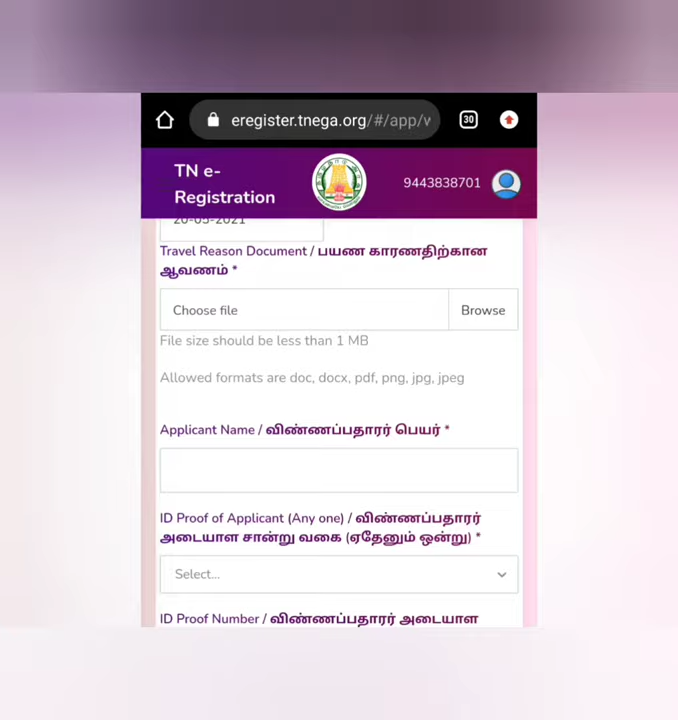 eregister.tnega.org/#/app/v
30
TN e-
Registration
9443838701
20-05-2021
Travel Reason Document / பயண காரணதிற்கான
ஆவணம் *
Choose file
Browse
File size should be less than 1 MB
Allowed formats are doc, docx, pdf, png, jpg, jpeg
Applicant Name / விண்ணப்பதாரர் பெயர் *
ID Proof of Applicant (Any one) / விண்ணப்பதாரர்
அடையாள சான்று வகை (ஏதேனும் ஒன்று) *
Select...
ID Proof Number / விண்ணப்பதாரர் அடையாள